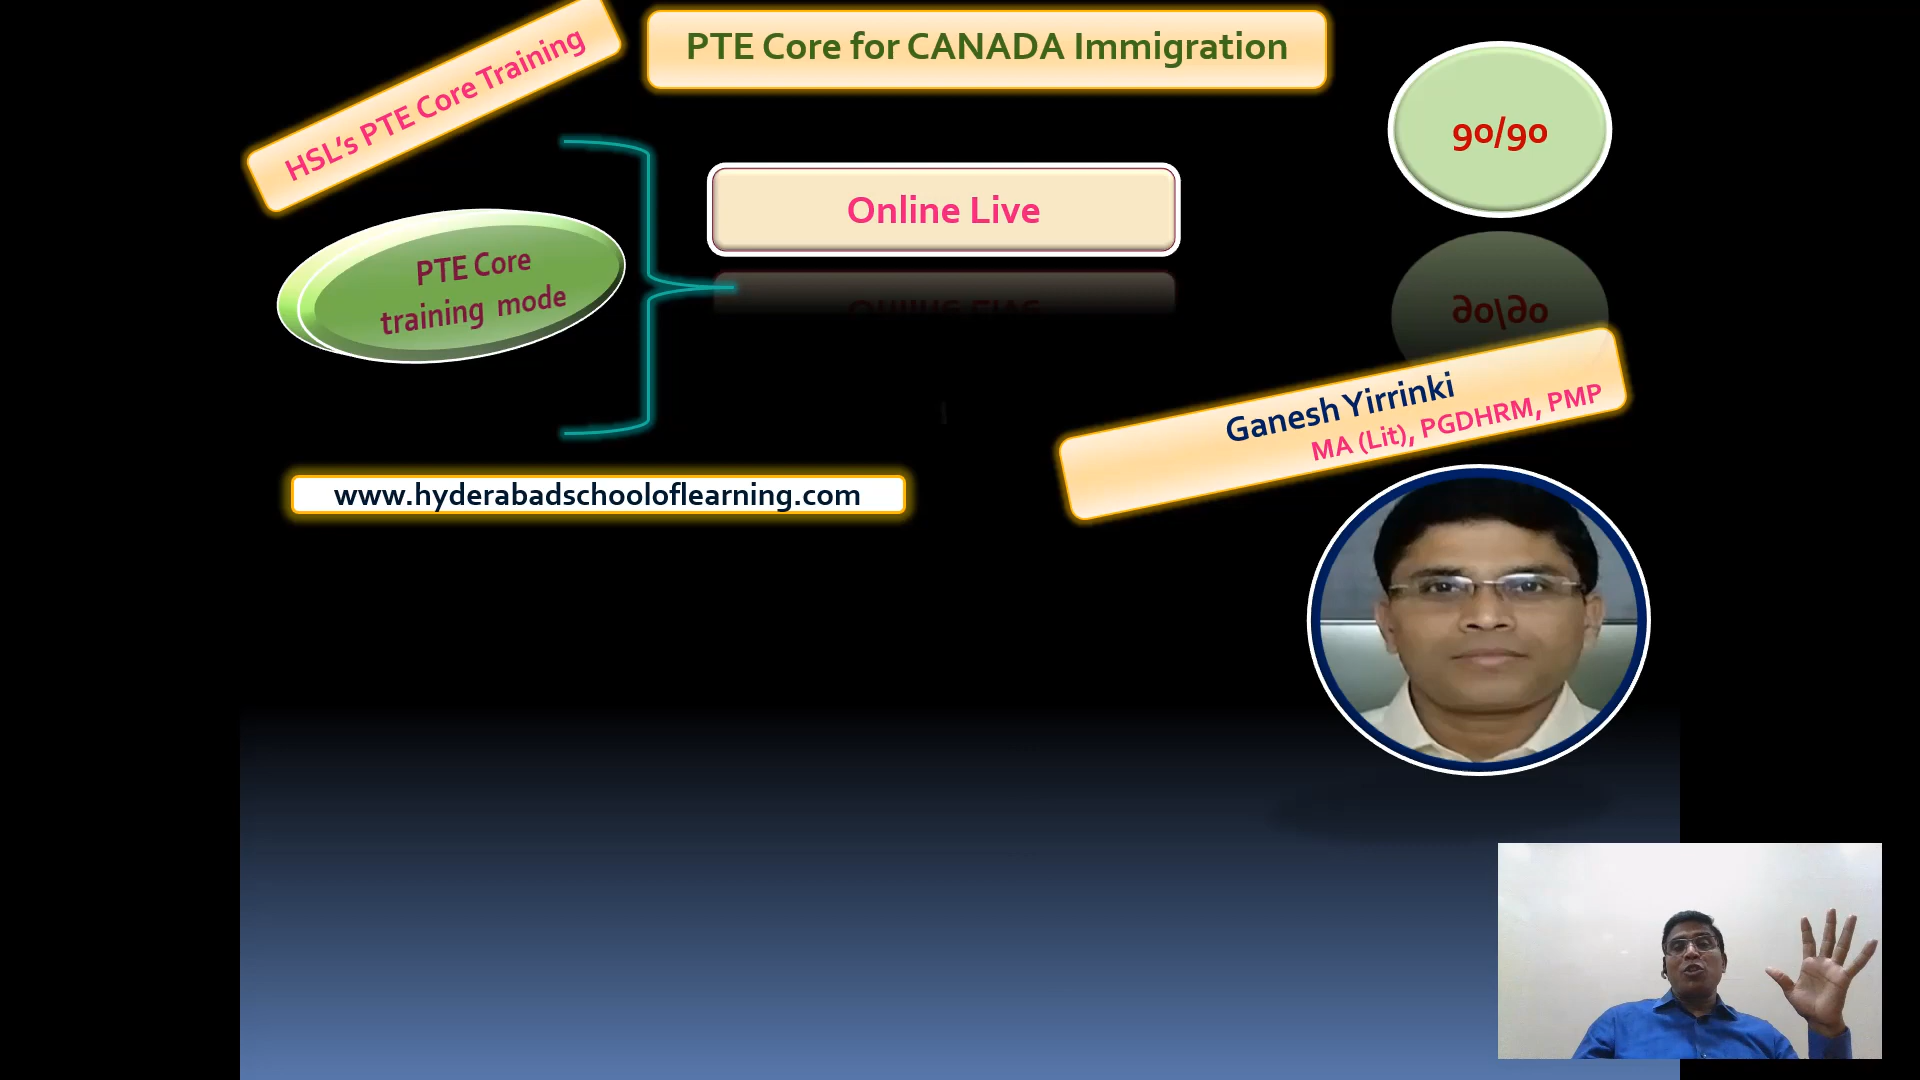 HSL's PTE Core Training
PTE Core for CANADA Immigration
90/90
Online Live
PTE Core
training mode
Ganesh Yirrinki
MA (Lit), PGDHRM, PMP
www.hyderabadschooloflearning.com